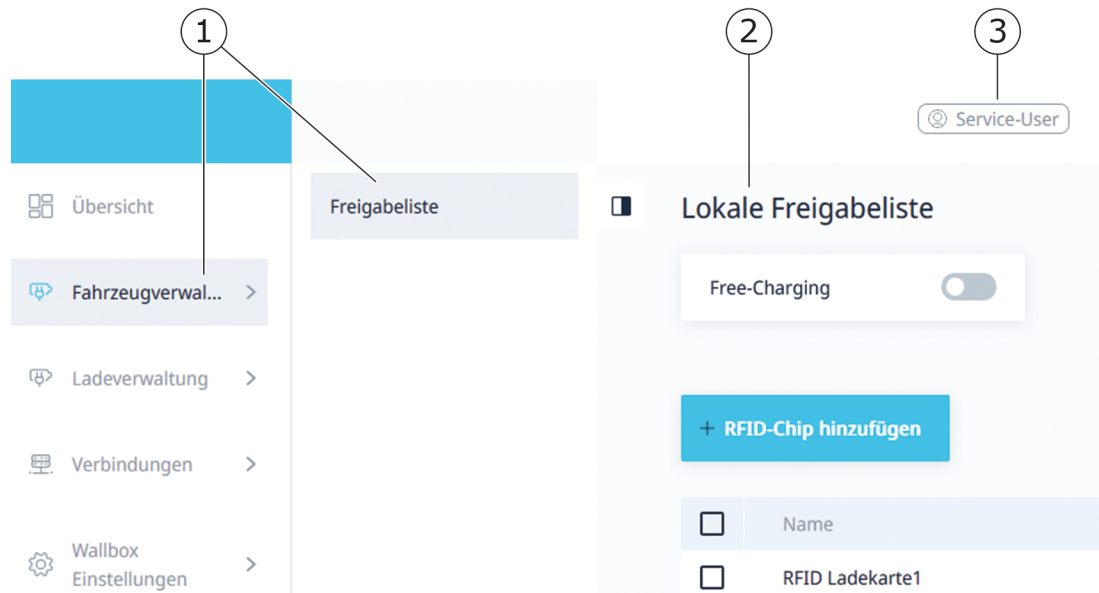 1
2
3
Service-User
Übersicht
Freigabeliste
Lokale Freigabeliste
Fahrzeugverwal...
Free-Charging
Ladeverwaltung
+ RFID-Chip hinzufügen
Verbindungen
Name
Wallbox
Einstellungen
RFID Ladekarte1